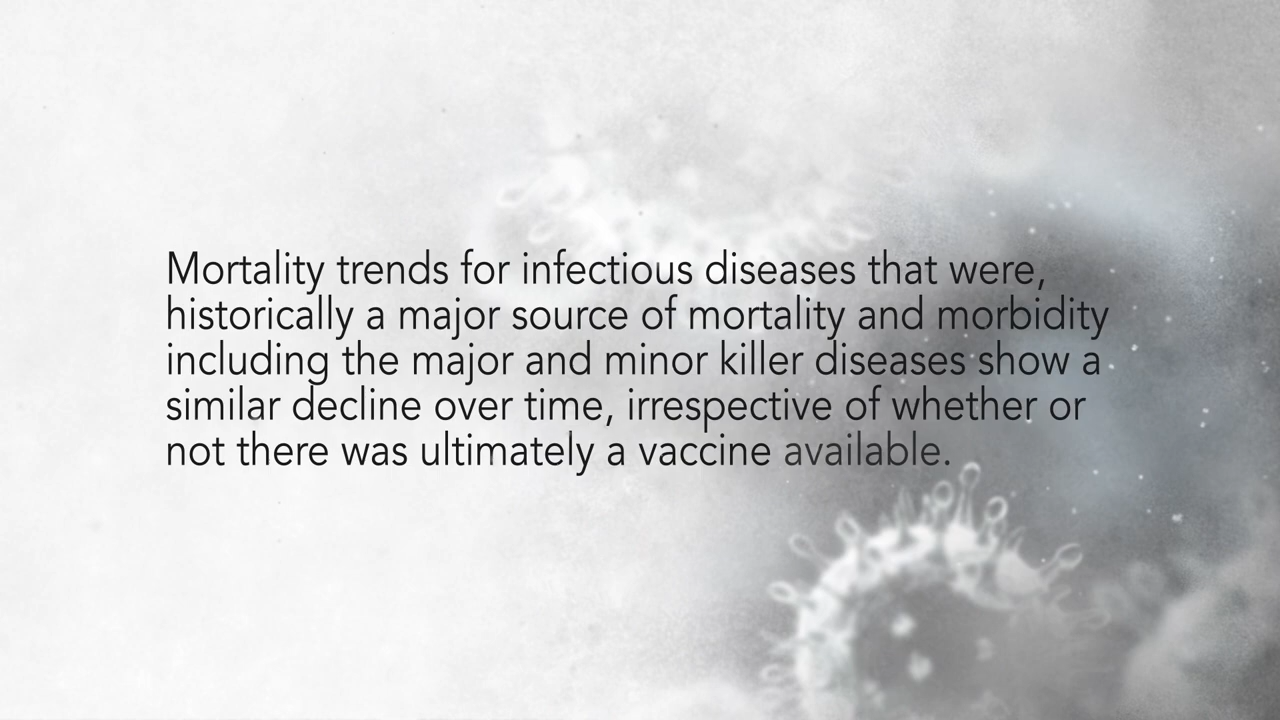 Mortality trends for infectious diseases that were,
historically a major source of mortality and morbidity
including the major and minor killer diseases show a
similar decline over time, irrespective of whether or
not there was ultimately a vaccine available.